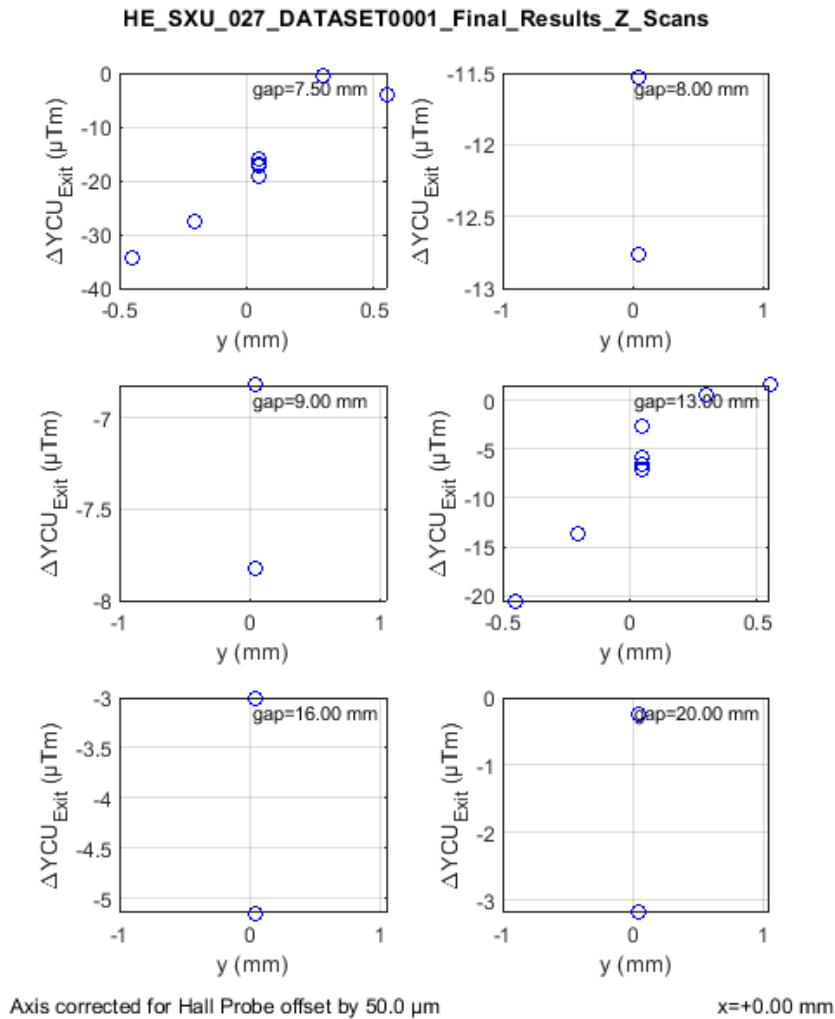 HE_SXU_027_DATASET0001_Final_Results_Z_Scans
0
-10
-20
-30
-40
-0.5
0
0.5
ΔYCU_Exit (μTm)
y (mm)
gap=7.50 mm
-11.5
-12
-12.5
-13
-1
0
1
ΔYCU_Exit (μTm)
y (mm)
gap=8.00 mm
-7
-7.5
-8
-1
0
1
ΔYCU_Exit (μTm)
y (mm)
gap=9.00 mm
0
-5
-10
-15
-20
-0.5
0
0.5
ΔYCU_Exit (μTm)
y (mm)
gap=13.00 mm
-3
-3.5
-4
-4.5
-5
-1
0
1
ΔYCU_Exit (μTm)
y (mm)
gap=16.00 mm
0
-1
-2
-3
-1
0
1
ΔYCU_Exit (μTm)
y (mm)
gap=20.00 mm
Axis corrected for Hall Probe offset by 50.0 μm
x=+0.00 mm